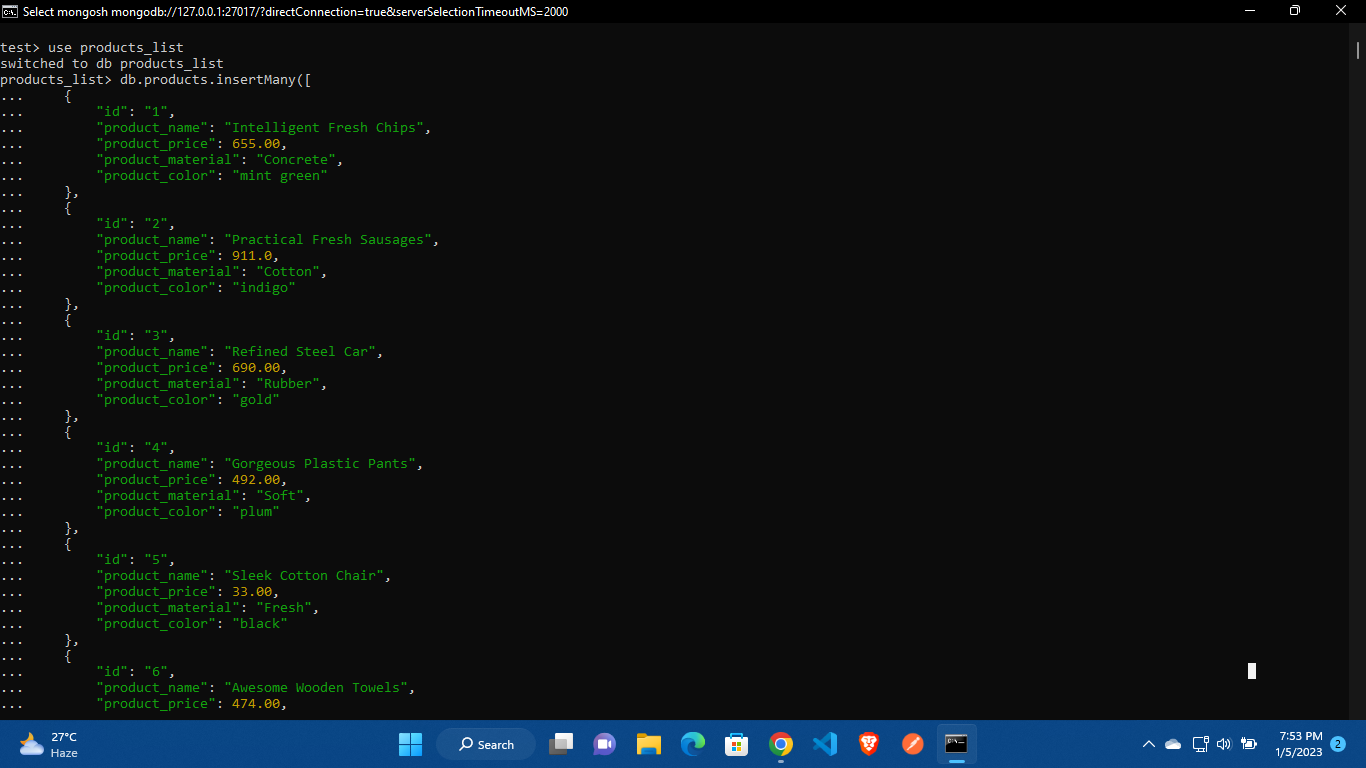 Select mongosh mongodb://127.0.0.1:27017/?directConnection=true&serverSelectionTimeoutMS=2000
test> use products_list
switched to db products_list
products_list> db.products.insertMany([
...     {
...         "id": "1",
...         "product_name": "Intelligent Fresh Chips",
...         "product_price": 655.00,
...         "product_material": "Concrete",
...         "product_color": "mint green"
...     },
...     {
...         "id": "2",
...         "product_name": "Practical Fresh Sausages",
...         "product_price": 911.0,
...         "product_material": "Cotton",
...         "product_color": "indigo"
...     },
...     {
...         "id": "3",
...         "product_name": "Refined Steel Car",
...         "product_price": 690.00,
...         "product_material": "Rubber",
...         "product_color": "gold"
...     },
...     {
...         "id": "4",
...         "product_name": "Gorgeous Plastic Pants",
...         "product_price": 492.00,
...         "product_material": "Soft",
...         "product_color": "plum"
...     },
...     {
...         "id": "5",
...         "product_name": "Sleek Cotton Chair",
...         "product_price": 33.00,
...         "product_material": "Fresh",
...         "product_color": "black"
...     },
...     {
...         "id": "6",
...         "product_name": "Awesome Wooden Towels",
...         "product_price": 474.00,
27°C
Haze
Search
7:53 PM
1/5/2023
2